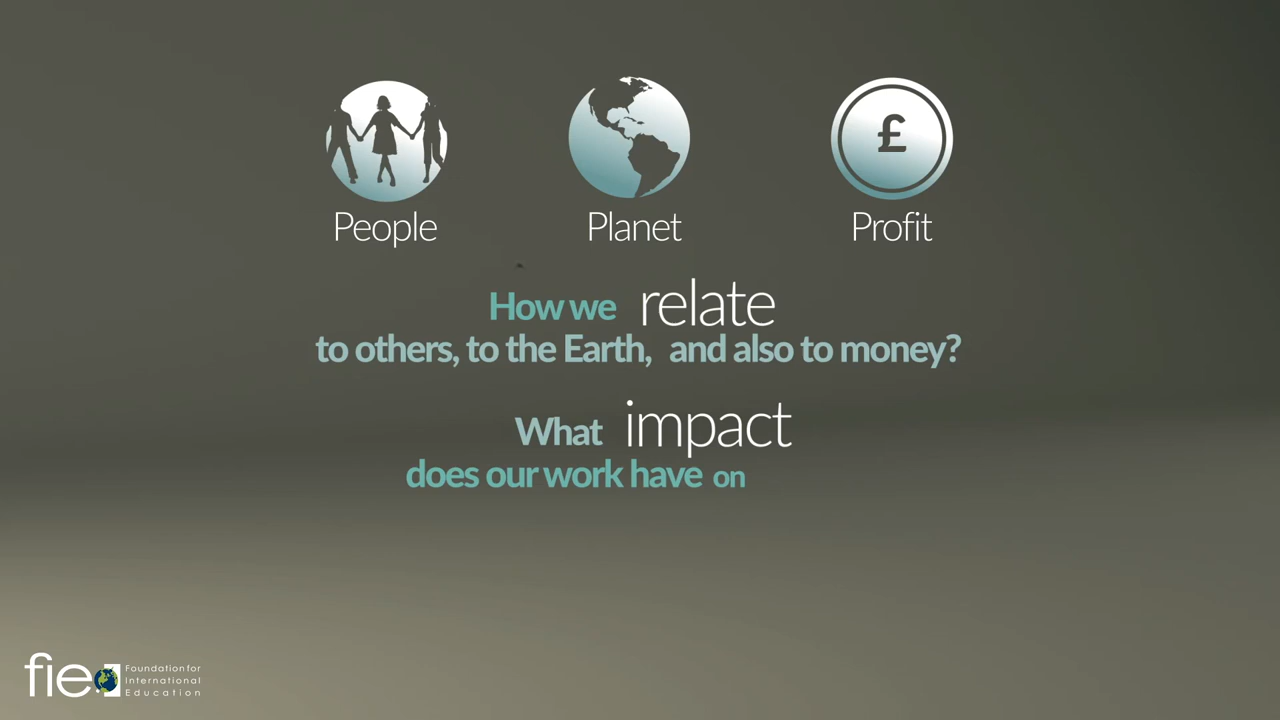 £
People Planet Profit
How we relate
to others, to the Earth, and also to money?
What impact
does our work have on
fie
Foundation for
International
Education